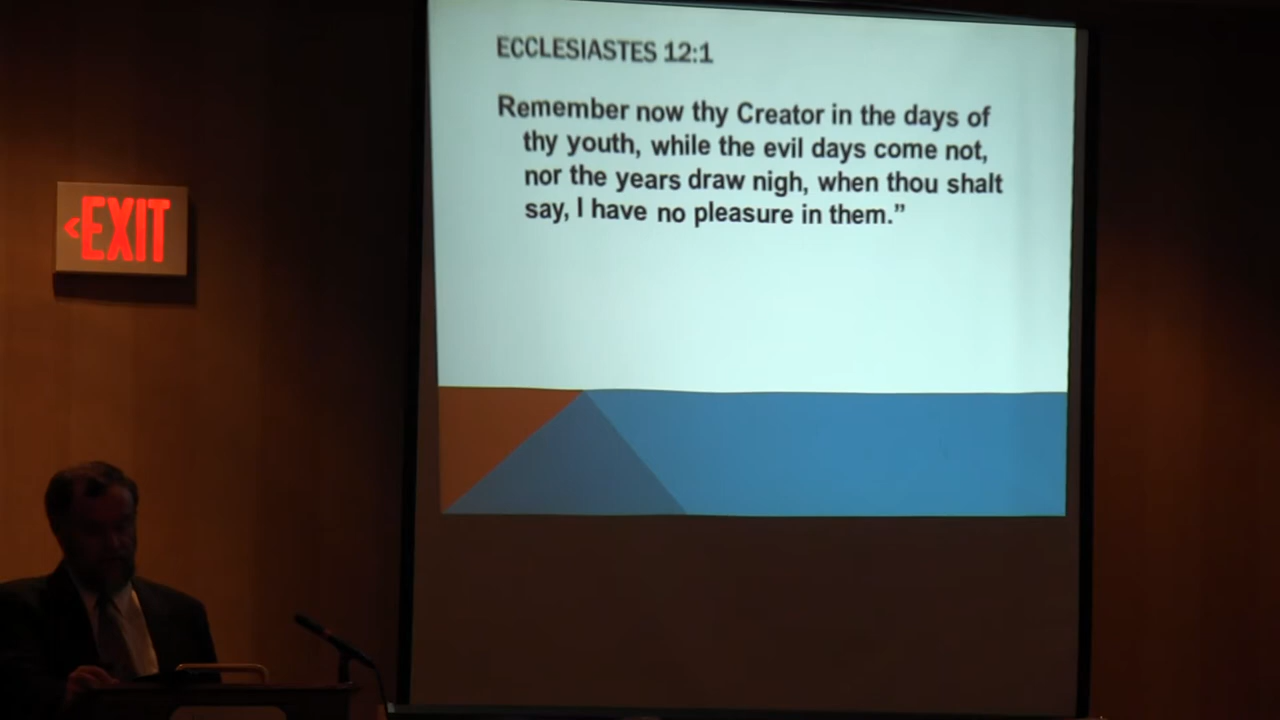 ECCLESIASTES 12:1
Remember now thy Creator in the days of
thy youth, while the evil days come not,
nor the years draw nigh, when thou shalt
say, I have no pleasure in them.”
<EXIT